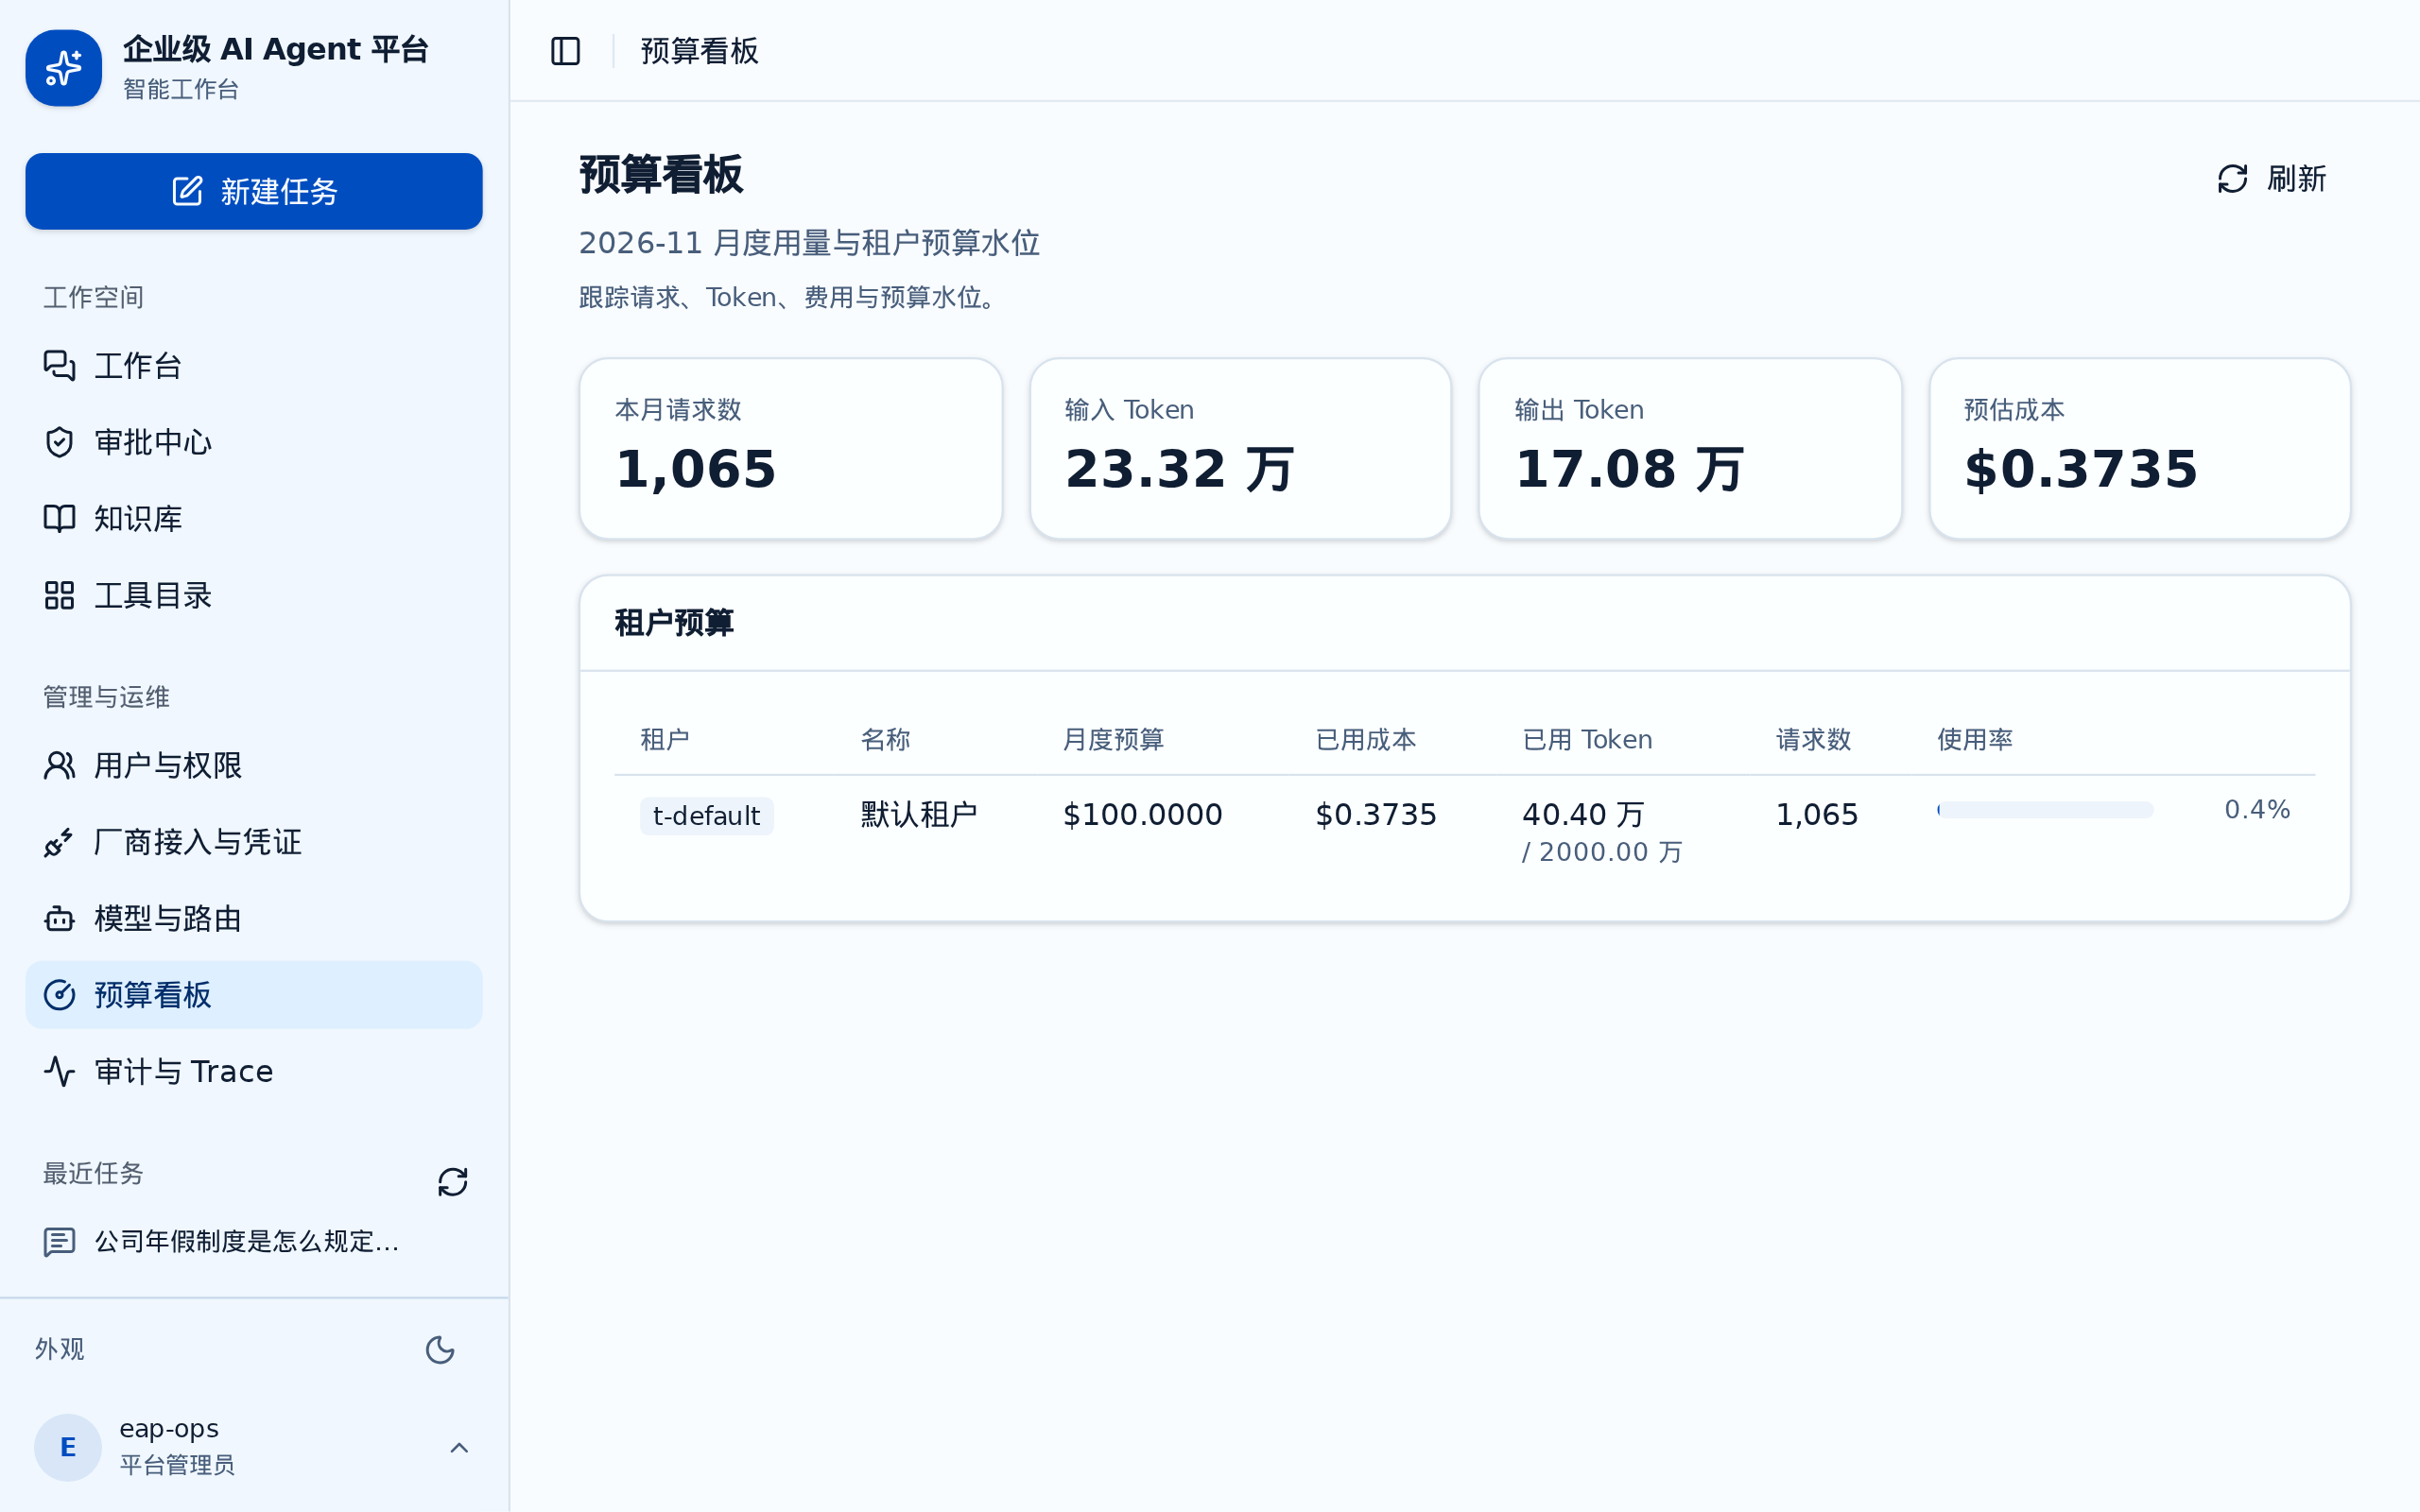 企业级 AI Agent 平台
智能工作台
新建任务
工作空间
工作台
审批中心
知识库
工具目录
管理与运维
用户与权限
厂商接入与凭证
模型与路由
预算看板
审计与 Trace
最近任务
公司年假制度是怎么规定...
外观
E
eap-ops
平台管理员
预算看板
预算看板
刷新
2026-11 月度用量与租户预算水位
跟踪请求、Token、费用与预算水位。
本月请求数
1,065
输入 Token
23.32 万
输出 Token
17.08 万
预估成本
$0.3735
租户预算
租户 名称 月度预算 已用成本 已用 Token 请求数 使用率
t-default 默认租户 $100.0000 $0.3735 40.40 万 1,065 0.4%
/ 2000.00 万